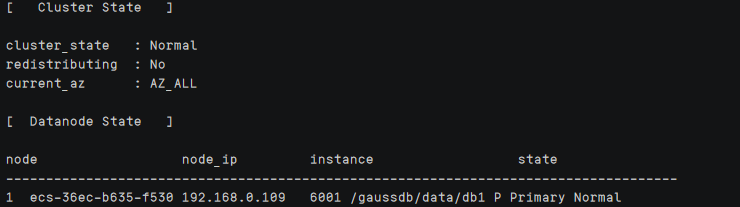 [   Cluster State   ]
cluster_state   : Normal
redistributing  : No
current_az      : AZ_ALL
[  Datanode State   ]
node                  node_ip         instance                  state
------------------------------------------------------------------------------------
1  ecs-36ec-b635-f530 192.168.0.109   6001 /gaussdb/data/db1 P Primary Normal